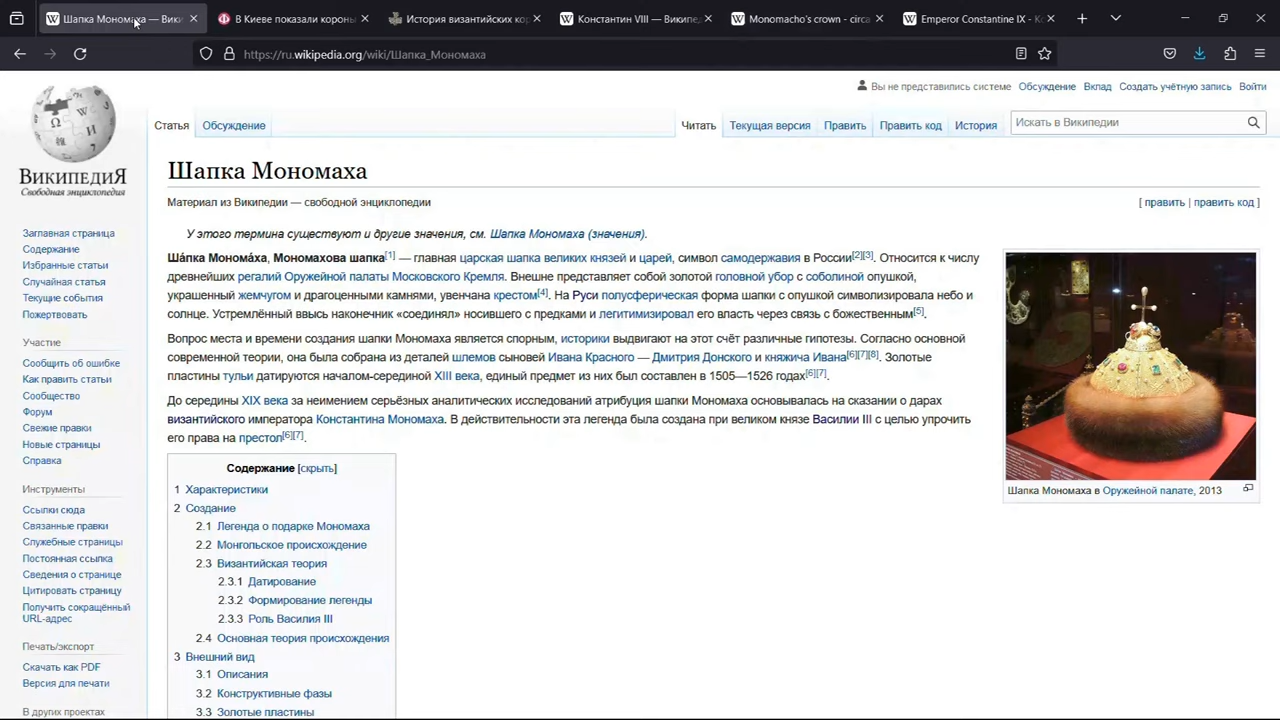 Шапка Мономаха — Вики
В Киеве показали короны
История византийских кор
Константин VIII — Википе
Monomacho's crown - circa
Emperor Constantine IX - Ко
https://ru.wikipedia.org/wiki/Шапка_Мономаха
Вы не представились системе Обсуждение Вклад Создать учётную запись Войти
Статья Обсуждение Читать Текущая версия Править Править код История Искать в Википедии
ВИКИПЕДИЯ
Свободная энциклопедия
Заглавная страница
Содержание
Избранные статьи
Случайная статья
Текущие события
Пожертвовать
Участие
Сообщить об ошибке
Как править статьи
Сообщество
Форум
Свежие правки
Новые страницы
Справка
Инструменты
Ссылки сюда
Связанные правки
Служебные страницы
Постоянная ссылка
Сведения о странице
Цитировать страницу
Получить сокращённый
URL-адрес
Печать/экспорт
Скачать как PDF
Версия для печати
В других проектах
Шапка Мономаха
Материал из Википедии — свободной энциклопедии [ править | править код ]
У этого термина существуют и другие значения, см. Шапка Мономаха (значения).
Ша́пка Монома́ха, Мономахова шапка[1] — главная царская шапка великих князей и царей, символ самодержавия в России[2][3]. Относится к числу
древнейших регалий Оружейной палаты Московского Кремля. Внешне представляет собой золотой головной убор с соболиной опушкой,
украшенный жемчугом и драгоценными камнями, увенчана крестом[4]. На Руси полусферическая форма шапки с опушкой символизировала небо и
солнце. Устремлённый ввысь наконечник «соединял» носившего с предками и легитимизировал его власть через связь с божественным[5].
Вопрос места и времени создания шапки Мономаха является спорным, историки выдвигают на этот счёт различные гипотезы. Согласно основной
современной теории, она была собрана из деталей шлемов сыновей Ивана Красного — Дмитрия Донского и княжича Ивана[6][7][8]. Золотые
пластины тульи датируются началом-серединой XIII века, единый предмет из них был составлен в 1505—1526 годах[6][7].
До середины XIX века за неимением серьёзных аналитических исследований атрибуция шапки Мономаха основывалась на сказании о дарах
византийского императора Константина Мономаха. В действительности эта легенда была создана при великом князе Василии III с целью упрочить
его права на престол[6][7].
Шапка Мономаха в Оружейной палате, 2013
Содержание [скрыть]
1 Характеристики
2 Создание
2.1 Легенда о подарке Мономаха
2.2 Монгольское происхождение
2.3 Византийская теория
2.3.1 Датирование
2.3.2 Формирование легенды
2.3.3 Роль Василия III
2.4 Основная теория происхождения
3 Внешний вид
3.1 Описания
3.2 Конструктивные фазы
3.3 Золотые пластины